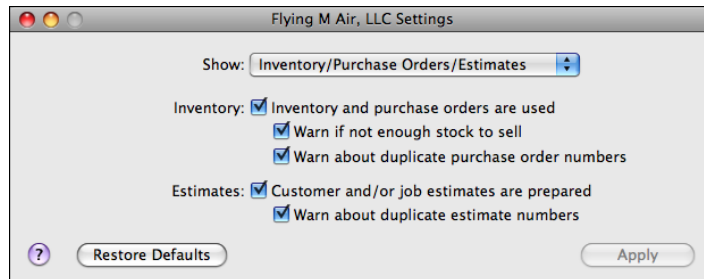 Flying M Air, LLC Settings
Show: Inventory/Purchase Orders/Estimates
Inventory: Inventory and purchase orders are used
Warn if not enough stock to sell
Warn about duplicate purchase order numbers
Estimates: Customer and/or job estimates are prepared
Warn about duplicate estimate numbers
? Restore Defaults Apply